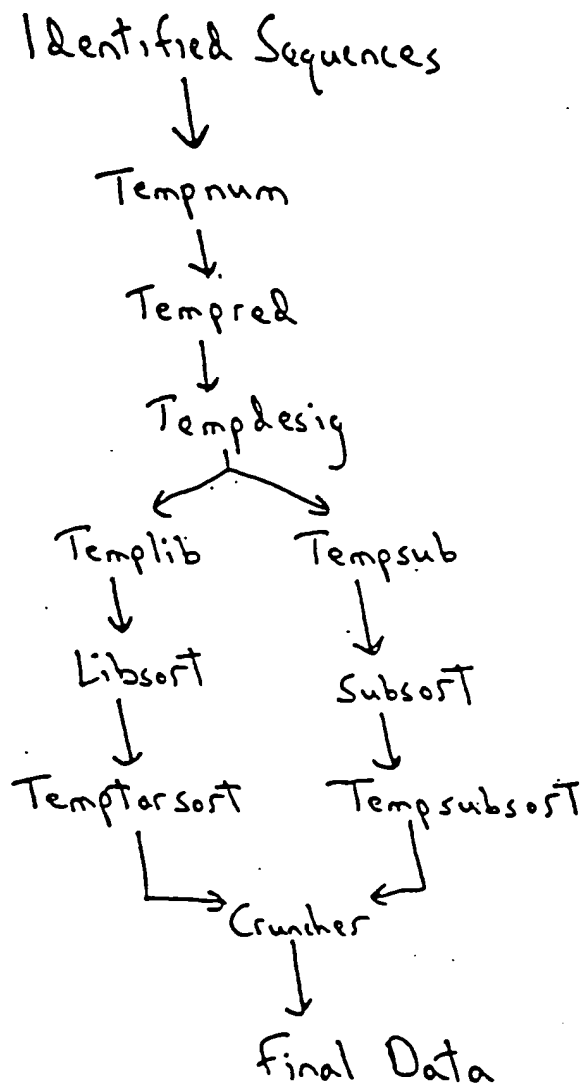 Identified Sequences
Tempnum
Tempred
Tempdesig
Templib Tempsub
Libsort Subsort
Temptarsort Tempsubsort
Cruncher
Final Data